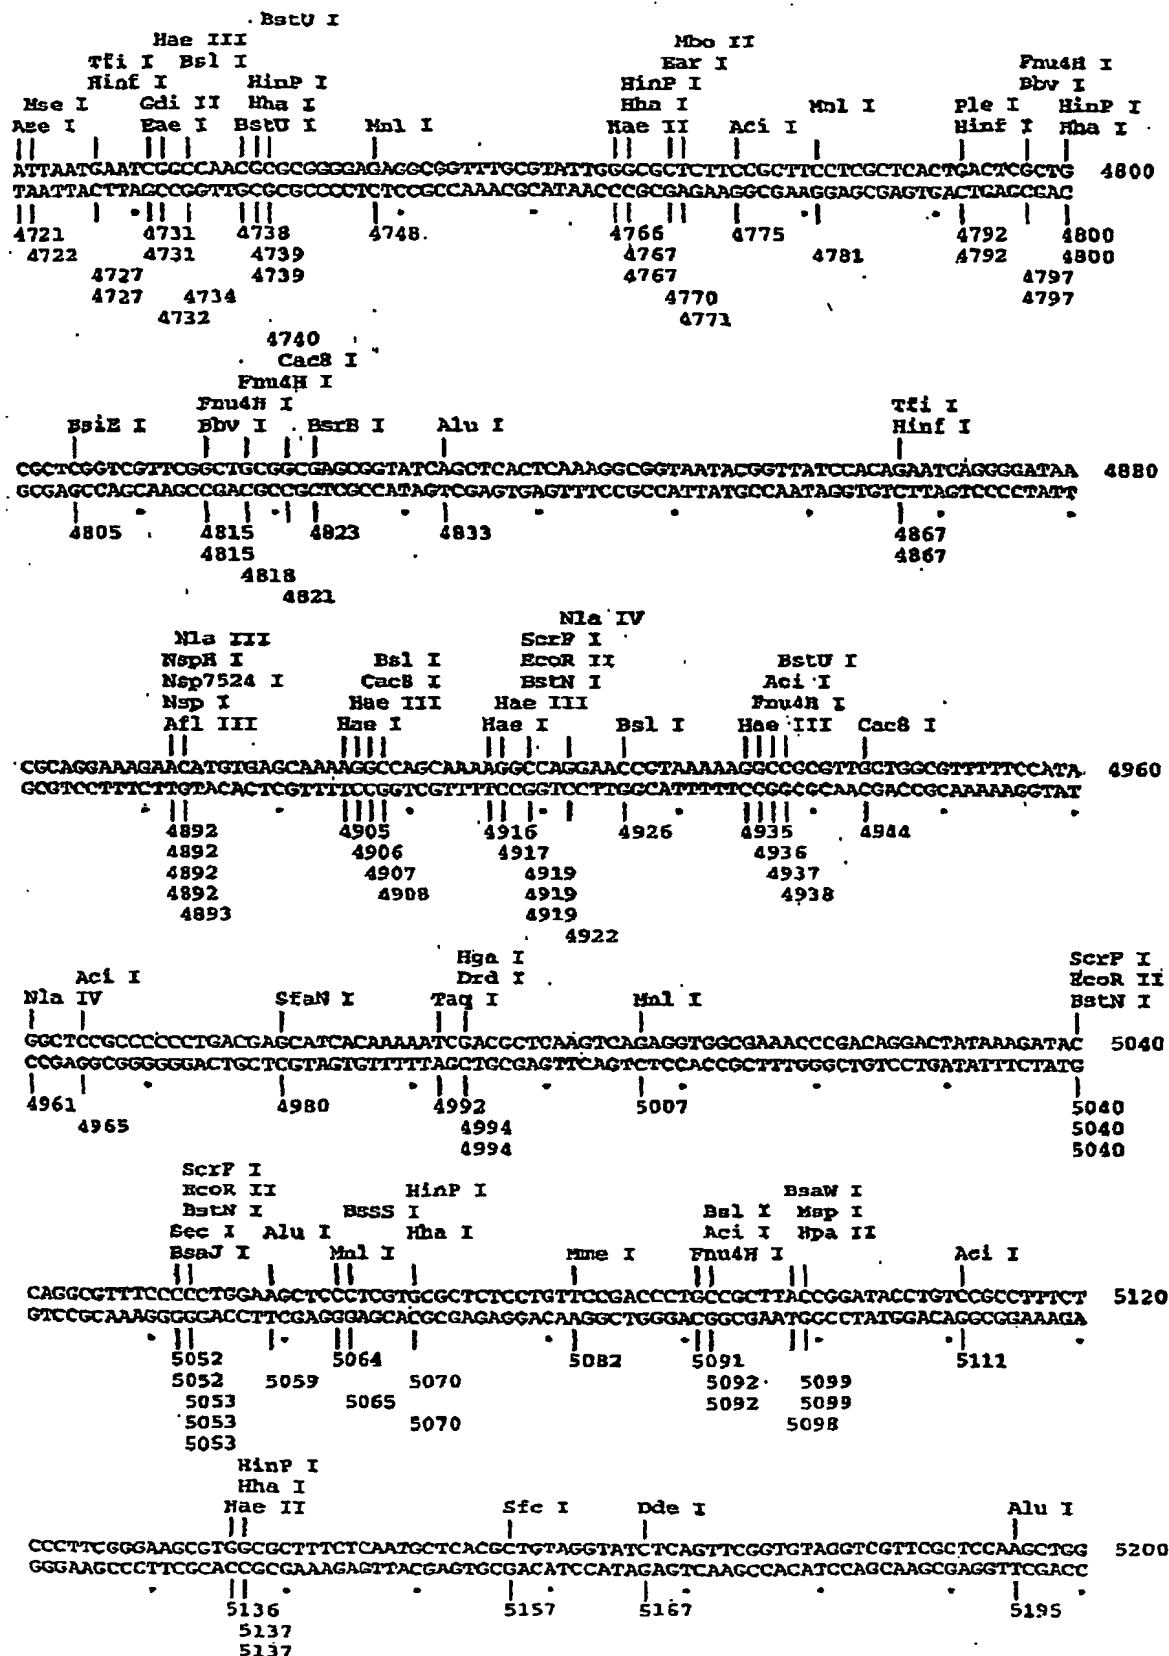 BstU I
Hae III Mbo II
Tfi I Bsl I Ear I Fnu4H I
Hinf I HinP I HinP I Bbv I
Mse I Gdi II Hha I Hha I Mnl I Ple I HinP I
Ase I Eae I BstU I Mnl I Hae II Aci I Hinf I Hha I
ATTAATGAATCGGCCAACGCGCGGGGAGAGGCGGTTTGCGTATTGGGCGCTCTTCCGCTTCCTCGCTCACTGACTCGCTG 4800
TAATTACTTAGCCGGTTGCGCGCCCCTCTCCGCCAAACGCATAACCCGCGAGAAGGCGAAGGAGCGAGTGACTGAGCGAC
4721 4731 4738 4748 4766 4775 4792 4800
4722 4731 4739 4767 4781 4792 4800
4727 4739 4767 4797
4727 4734 4770 4797
4732 4771
4740
Cac8 I
Fnu4H I
Fnu4H I Tfi I
BsiE I Bbv I BsrB I Alu I Hinf I
CGCTCGGTCGTTCGGCTGCGGCGAGCGGTATCAGCTCACTCAAAGGCGGTAATACGGTTATCCACAGAATCAGGGGATAA 4880
GCGAGCCAGCAAGCCGACGCCGCTCGCCATAGTCGAGTGAGTTTCCGCCATTATGCCAATAGGTGTCTTAGTCCCCTATT
4805 4815 4823 4833 4867
4815 4867
4818
4821
Nla IV
Nla III ScrF I
NspH I Bsl I EcoR II BstU I
Nsp7524 I Cac8 I BstN I Aci I
Nsp I Hae III Hae III Fnu4H I
Afl III Hae I Hae I Bsl I Hae III Cac8 I
CGCAGGAAAGAACATGTGAGCAAAAGGCCAGCAAAAGGCCAGGAACCGTAAAAAGGCCGCGTTGCTGGCGTTTTTCCATA 4960
GCGTCCTTTCTTGTACACTCGTTTTCCGGTCGTTTTCCGGTCCTTGGCATTTTTCCGGCGCAACGACCGCAAAAAGGTAT
4892 4905 4916 4926 4935 4944
4892 4906 4917 4936
4892 4907 4919 4937
4892 4908 4919 4938
4893 4919
4922
Hga I ScrF I
Aci I Drd I EcoR II
Nla IV SfaN I Taq I Mnl I BstN I
GGCTCCGCCCCCCTGACGAGCATCACAAAAATCGACGCTCAAGTCAGAGGTGGCGAAACCCGACAGGACTATAAAGATAC 5040
CCGAGGCGGGGGGACTGCTCGTAGTGTTTTTAGCTGCGAGTTCAGTCTCCACCGCTTTGGGCTGTCCTGATATTTCTATG
4961 4980 4992 5007 5040
4965 4994 5040
4994 5040
ScrF I
EcoR II HinP I BsaW I
BstN I BsSS I Bsl I Msp I
Sec I Alu I Hha I Aci I Hpa II
BsaJ I Mnl I Mme I Fnu4H I Aci I
CAGGCGTTTCCCCCTGGAAGCTCCCTCGTGCGCTCTCCTGTTCCGACCCTGCCGCTTACCGGATACCTGTCCGCCTTTCT 5120
GTCCGCAAAGGGGGACCTTCGAGGGAGCACGCGAGAGGACAAGGCTGGGACGGCGAATGGCCTATGGACAGGCGGAAAGA
5052 5064 5082 5091 5111
5052 5059 5070 5092 5099
5053 5065 5092 5099
5053 5070 5098
5053
HinP I
Hha I
Hae II Sfc I Dde I Alu I
CCCTTCGGGAAGCGTGGCGCTTTCTCAATGCTCACGCTGTAGGTATCTCAGTTCGGTGTAGGTCGTTCGCTCCAAGCTGG 5200
GGGAAGCCCTTCGCACCGCGAAAGAGTTACGAGTGCGACATCCATAGAGTCAAGCCACATCCAGCAAGCGAGGTTCGACC
5136 5157 5167 5195
5137
5137